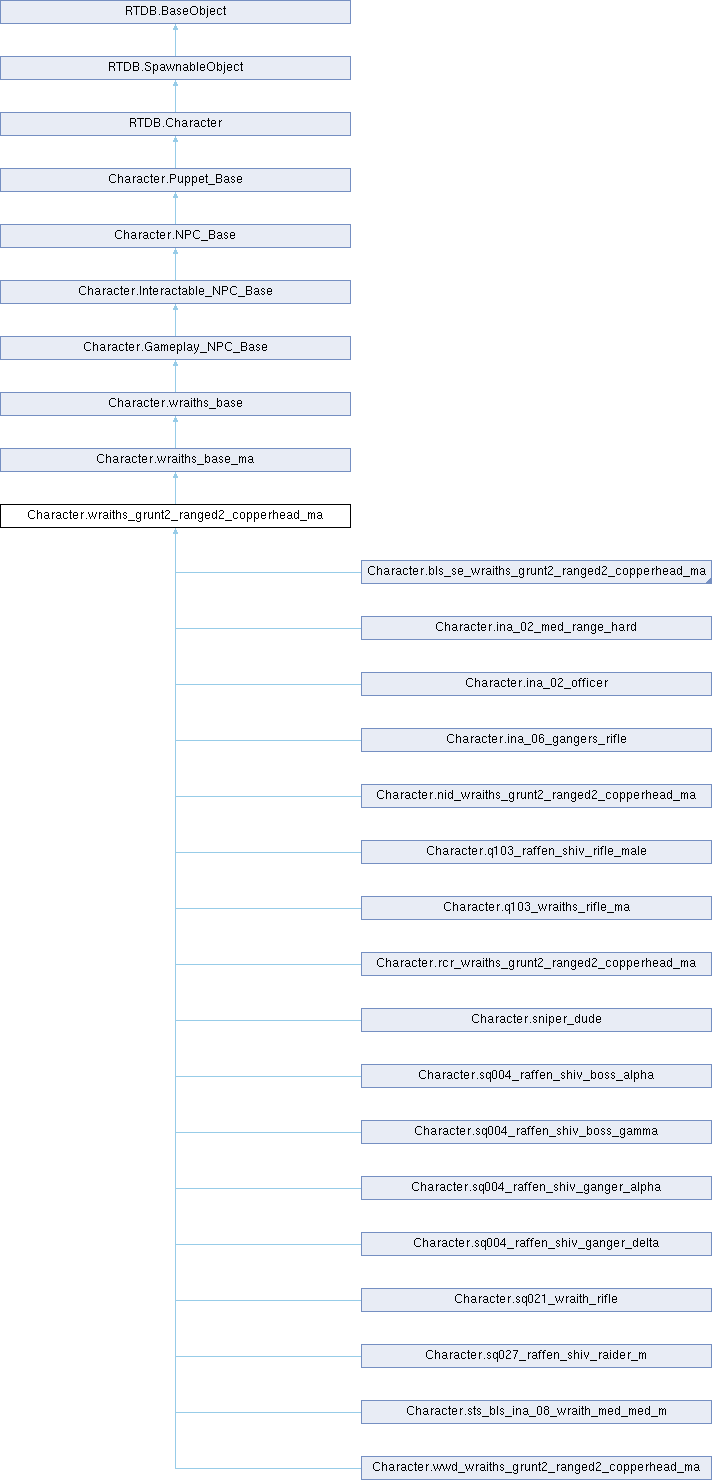 RTDB.BaseObject
RTDB.SpawnableObject
RTDB.Character
Character.Puppet_Base
Character.NPC_Base
Character.Interactable_NPC_Base
Character.Gameplay_NPC_Base
Character.wraiths_base
Character.wraiths_base_ma
Character.wraiths_grunt2_ranged2_copperhead_ma
Character.bls_se_wraiths_grunt2_ranged2_copperhead_ma
Character.ina_02_med_range_hard
Character.ina_02_officer
Character.ina_06_gangers_rifle
Character.nid_wraiths_grunt2_ranged2_copperhead_ma
Character.q103_raffen_shiv_rifle_male
Character.q103_wraiths_rifle_ma
Character.rcr_wraiths_grunt2_ranged2_copperhead_ma
Character.sniper_dude
Character.sq004_raffen_shiv_boss_alpha
Character.sq004_raffen_shiv_boss_gamma
Character.sq004_raffen_shiv_ganger_alpha
Character.sq004_raffen_shiv_ganger_delta
Character.sq021_wraith_rifle
Character.sq027_raffen_shiv_raider_m
Character.sts_bls_ina_08_wraith_med_med_m
Character.wwd_wraiths_grunt2_ranged2_copperhead_ma